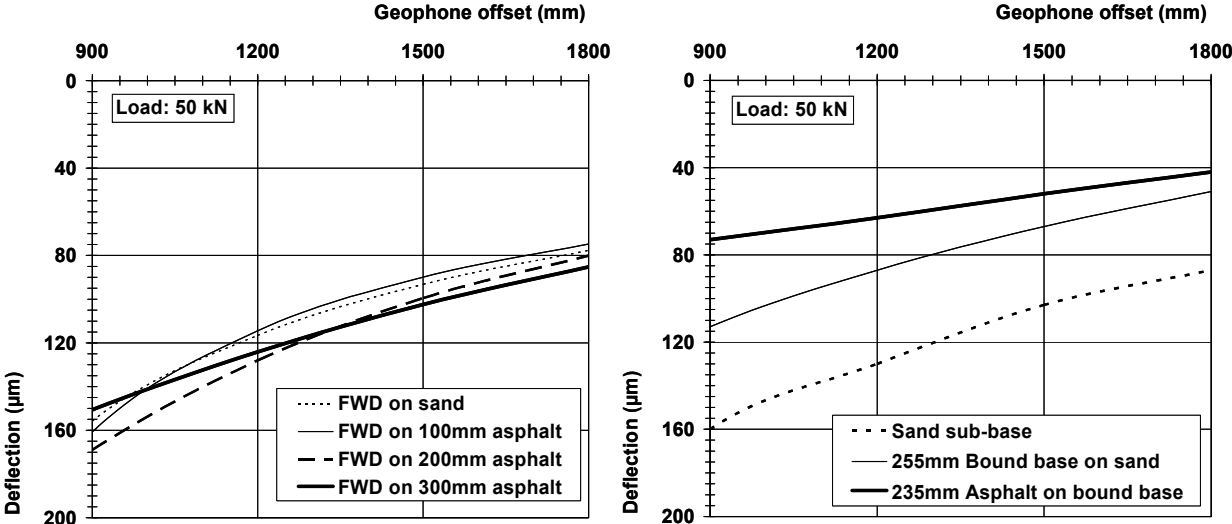 Geophone offset (mm)
900 1200 1500 1800
0
Load: 50 kN
40
80
120
160
200
Deflection (µm)
FWD on sand
FWD on 100mm asphalt
FWD on 200mm asphalt
FWD on 300mm asphalt
Geophone offset (mm)
900 1200 1500 1800
0
Load: 50 kN
40
80
120
160
200
Deflection (µm)
Sand sub-base
255mm Bound base on sand
235mm Asphalt on bound base